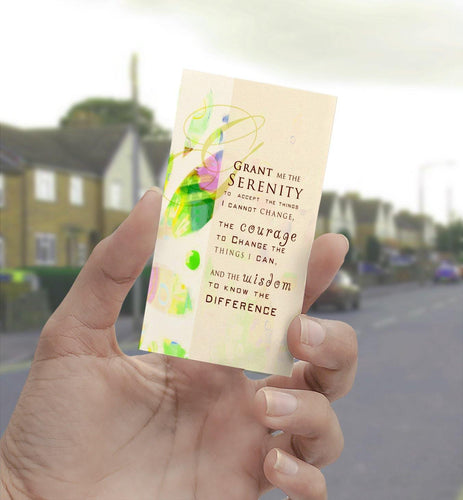 GRANT ME THE
SERENITY
TO ACCEPT THE THINGS
I CANNOT CHANGE,
THE courage
TO CHANGE THE
THINGS I CAN,
AND THE wisdom
TO KNOW THE
DIFFERENCE